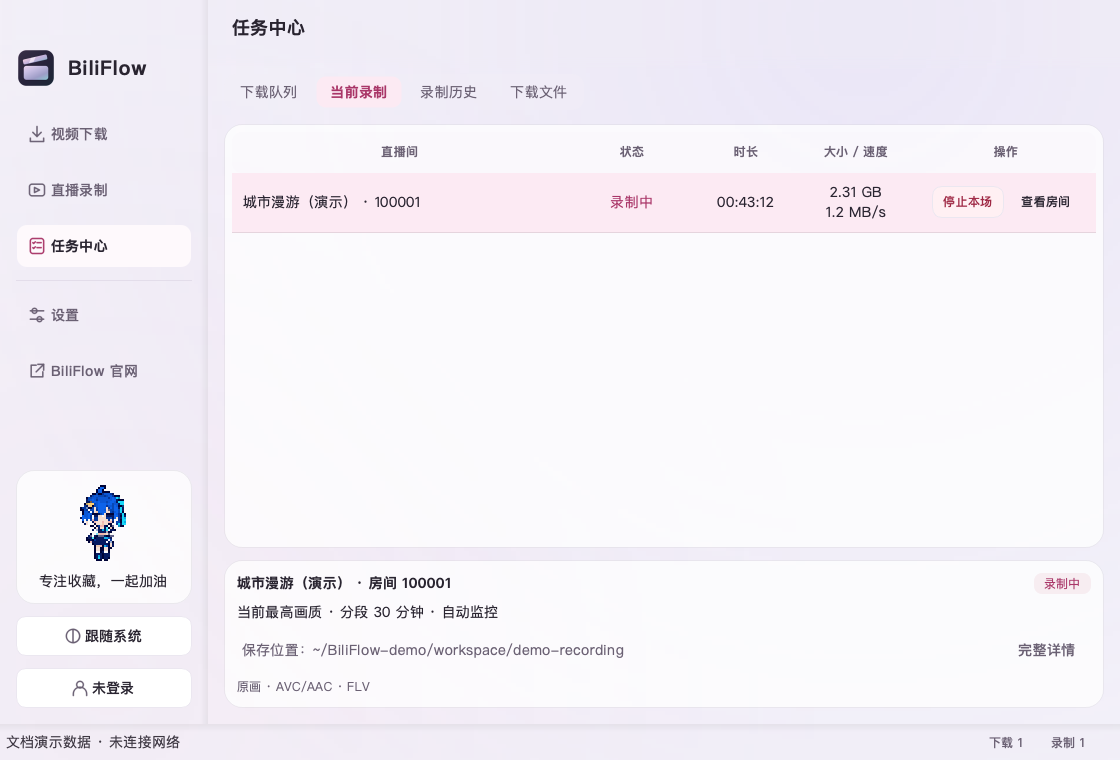 任务中心
BiliFlow
视频下载
直播录制
任务中心
设置
BiliFlow 官网
专注收藏，一起加油
跟随系统
未登录
下载队列 当前录制 录制历史 下载文件
直播间 状态 时长 大小 / 速度 操作
城市漫游（演示） · 100001 录制中 00:43:12 2.31 GB 停止本场 查看房间
1.2 MB/s
城市漫游（演示） · 房间 100001 录制中
当前最高画质 · 分段 30 分钟 · 自动监控
保存位置：~/BiliFlow-demo/workspace/demo-recording 完整详情
原画 · AVC/AAC · FLV
文档演示数据 · 未连接网络 下载 1 录制 1